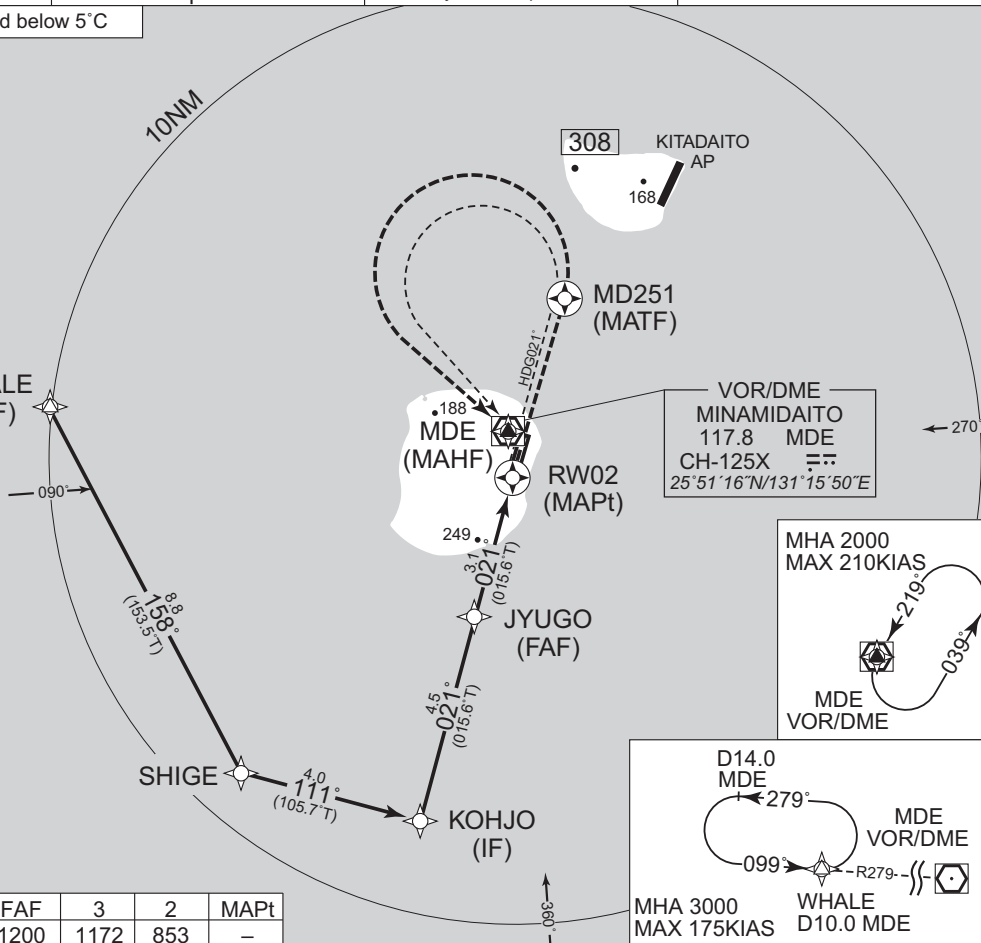 d below 5°C
10NM
308
KITADAITO
AP
168
MD251
(MATF)
HDG021°
188
MDE
(MAHF)
VOR/DME
MINAMIDAITO
117.8 MDE
CH-125X
25°51´16˝N/131°15´50˝E
270°
090°
RW02
(MAPt)
249
3.1
021°
(015.6°T)
JYUGO
(FAF)
8.8
158°
(153.5°T)
4.5
021°
(015.6°T)
SHIGE
4.0
111°
(105.7°T)
KOHJO
(IF)
360°
MHA 2000
MAX 210KIAS
219°
039°
MDE
VOR/DME
D14.0
MDE
279°
099°
MDE
VOR/DME
R279
WHALE
D10.0 MDE
MHA 3000
MAX 175KIAS
FAF 3 2 MAPt
1200 1172 853 –